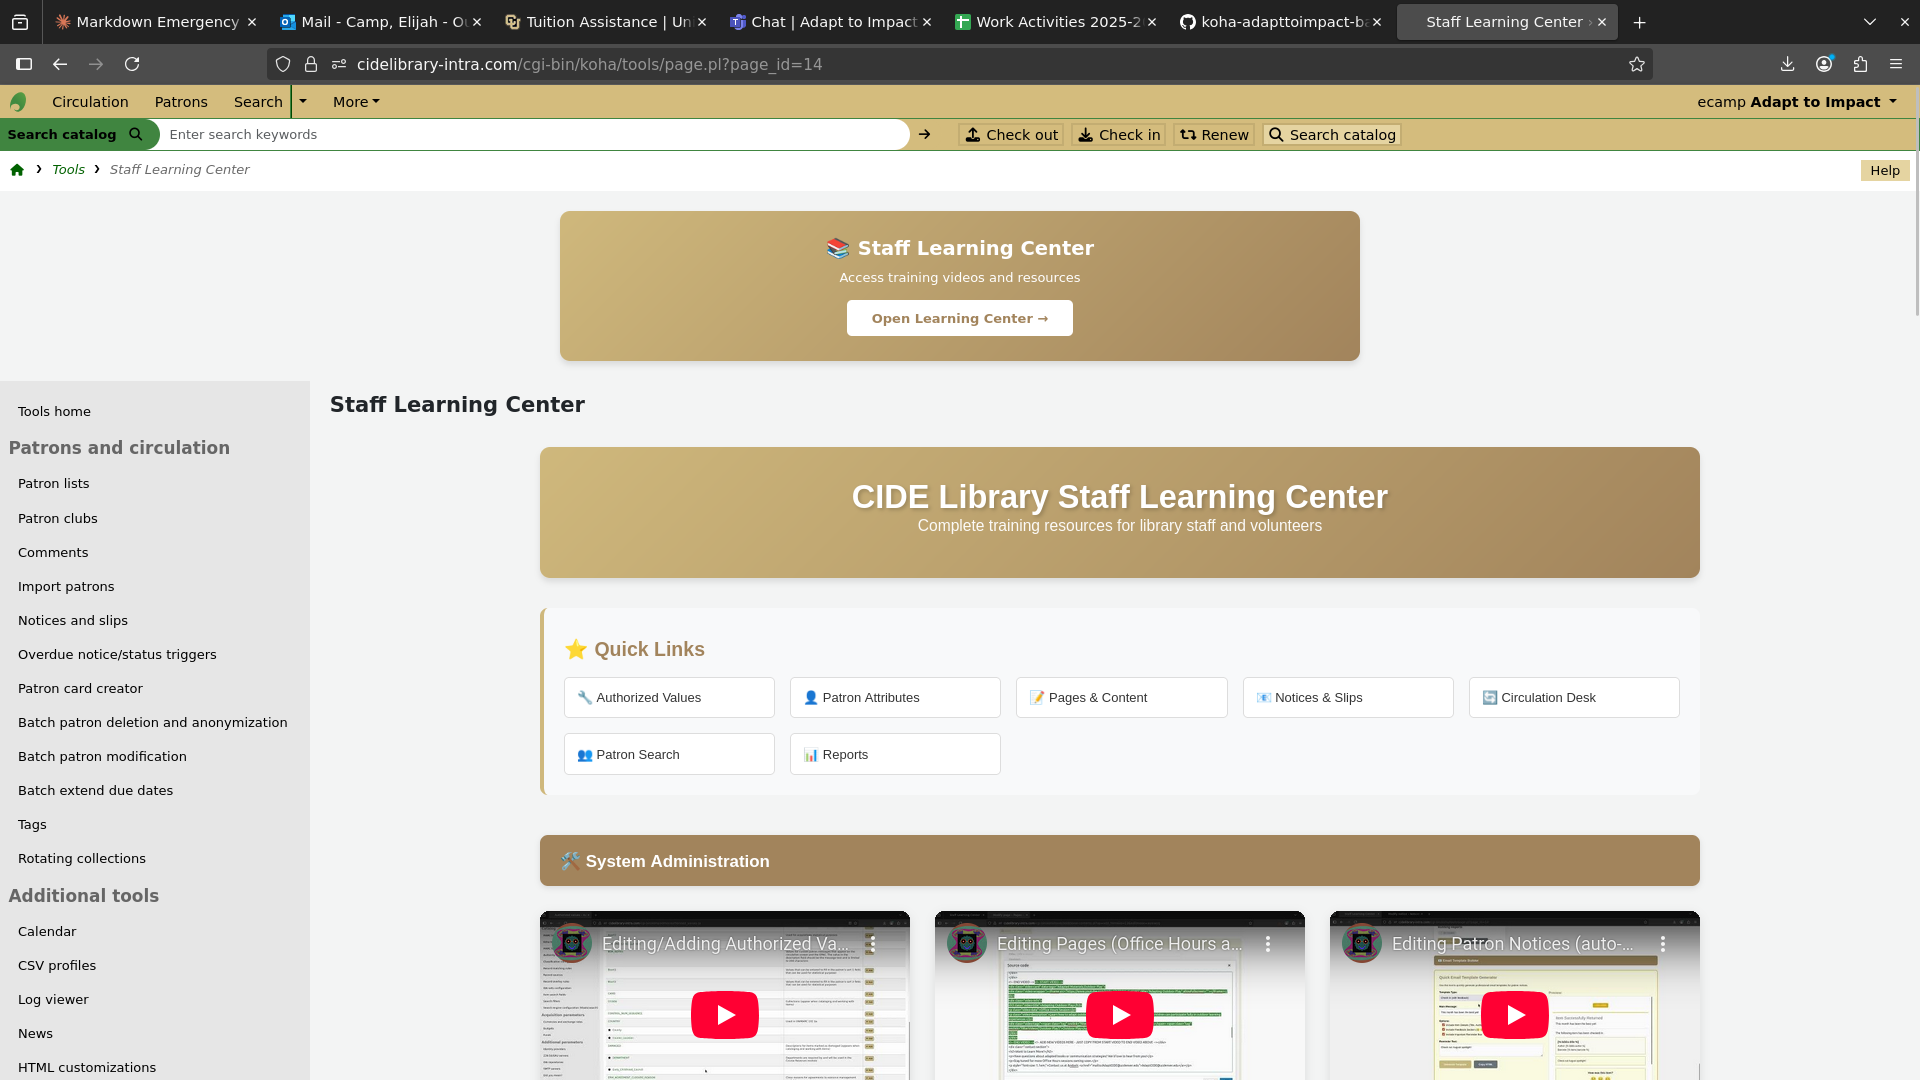 Markdown Emergency
Mail - Camp, Elijah - Ou
Tuition Assistance | Uni
Chat | Adapt to Impact
Work Activities 2025-2
koha-adapttoimpact-ba
Staff Learning Center ›
cidelibrary-intra.com/cgi-bin/koha/tools/page.pl?page_id=14
Circulation Patrons Search More
ecamp Adapt to Impact
Search catalog Enter search keywords
Check out Check in Renew Search catalog
Tools Staff Learning Center
Help
📚 Staff Learning Center
Access training videos and resources
Open Learning Center →
Tools home
Patrons and circulation
Patron lists
Patron clubs
Comments
Import patrons
Notices and slips
Overdue notice/status triggers
Patron card creator
Batch patron deletion and anonymization
Batch patron modification
Batch extend due dates
Tags
Rotating collections
Additional tools
Calendar
CSV profiles
Log viewer
News
HTML customizations
Staff Learning Center
CIDE Library Staff Learning Center
Complete training resources for library staff and volunteers
⭐ Quick Links
🔧 Authorized Values
👤 Patron Attributes
📝 Pages & Content
📧 Notices & Slips
🔄 Circulation Desk
👥 Patron Search
📊 Reports
🛠️ System Administration
Editing/Adding Authorized Va...
Editing Pages (Office Hours a...
Editing Patron Notices (auto-...